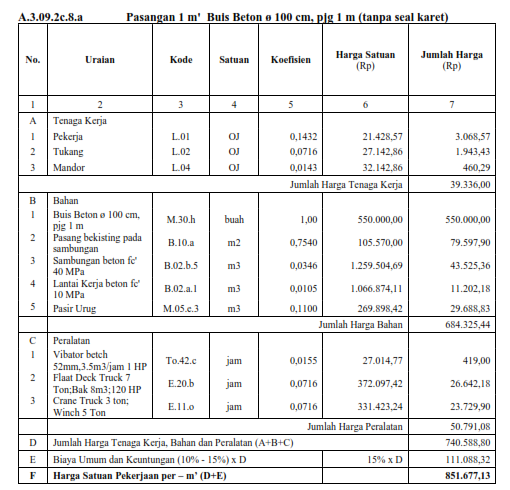 A.3.09.2c.8.a Pasangan 1 m' Buis Beton ø 100 cm, pjg 1 m (tanpa seal karet)
No. Uraian Kode Satuan Koefisien Harga Satuan (Rp) Jumlah Harga (Rp)
1 2 3 4 5 6 7
A Tenaga Kerja
1 Pekerja L.01 OJ 0,1432 21.428,57 3.068,57
2 Tukang L.02 OJ 0,0716 27.142,86 1.943,43
3 Mandor L.04 OJ 0,0143 32.142,86 460,29
Jumlah Harga Tenaga Kerja 39.336,00
B Bahan
1 Buis Beton ø 100 cm, pjg 1 m M.30.h buah 1,00 550.000,00 550.000,00
2 Pasang bekisting pada sambungan B.10.a m2 0,7540 105.570,00 79.597,90
3 Sambungan beton fc' 40 MPa B.02.b.5 m3 0,0346 1.259.504,69 43.525,36
4 Lantai Kerja beton fc' 10 MPa B.02.a.1 m3 0,0105 1.066.874,11 11.202,18
5 Pasir Urug M.05.e.3 m3 0,1100 269.898,42 29.688,83
Jumlah Harga Bahan 684.325,44
C Peralatan
1 Vibator betch 52mm,3.5m3/jam 1 HP To.42.c jam 0,0155 27.014,77 419,00
2 Flaat Deck Truck 7 Ton;Bak 8m3;120 HP E.20.b jam 0,0716 372.097,42 26.642,18
3 Crane Truck 3 ton; Winch 5 Ton E.11.o jam 0,0716 331.423,24 23.729,90
Jumlah Harga Peralatan 50.791,08
D Jumlah Harga Tenaga Kerja, Bahan dan Peralatan (A+B+C) 740.588,80
E Biaya Umum dan Keuntungan (10% - 15%) x D 15% x D 111.088,32
F Harga Satuan Pekerjaan per – m' (D+E) 851.677,13